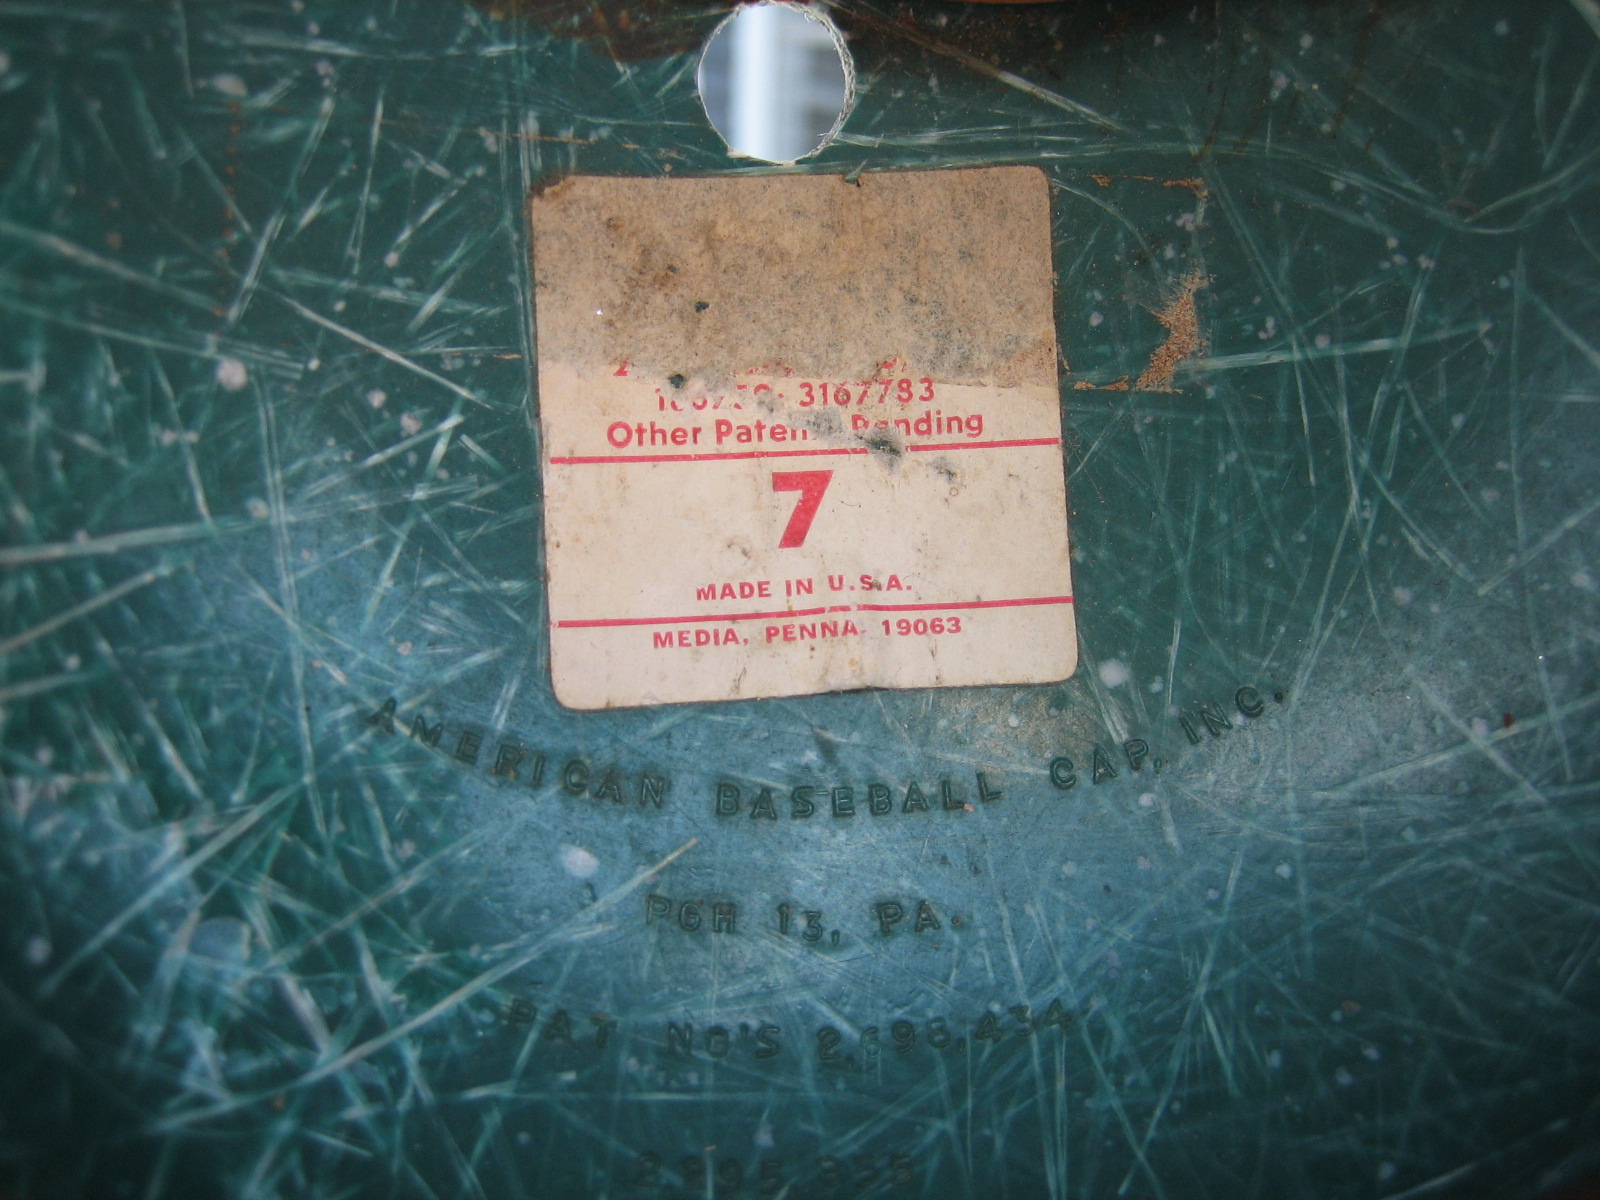 3167783
Other Pending
7
MADE IN U.S.A.
MEDIA, PENNA. 19063
AMERICAN BASEBALL CAP, INC.
PGH 13, PA.
PAT NO'S 2,698,434